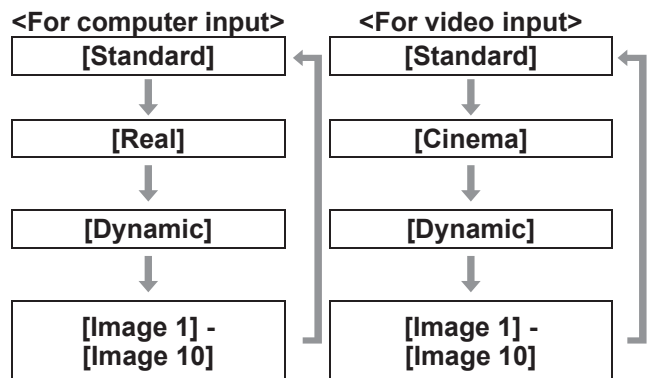 <For computer input>
[Standard]
[Real]
[Dynamic]
[Image 1] -
[Image 10]
<For video input>
[Standard]
[Cinema]
[Dynamic]
[Image 1] -
[Image 10]